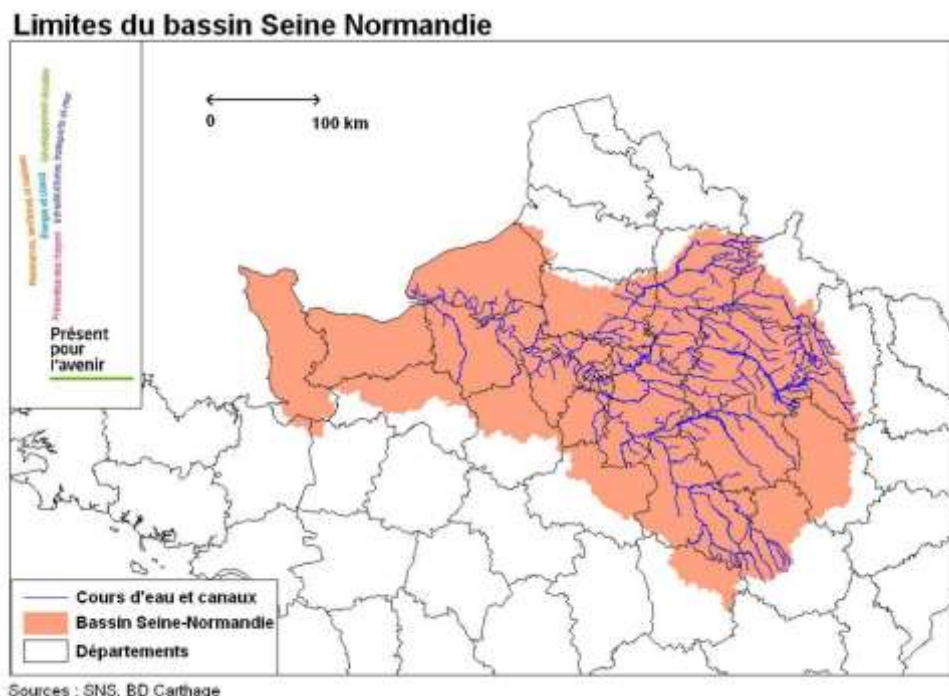 Limites du bassin Seine Normandie
0 100 km
Présent
pour
l'avenir
Cours d'eau et canaux
Bassin Seine-Normandie
Départements
Sources : SNS, BD Carthage